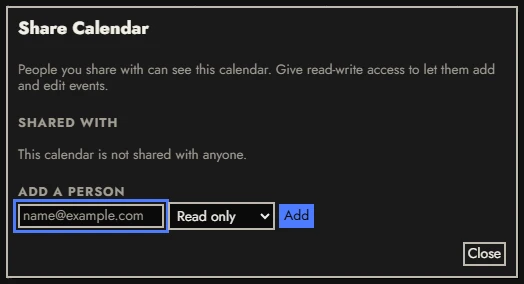 Share Calendar
People you share with can see this calendar. Give read-write access to let them add
and edit events.
SHARED WITH
This calendar is not shared with anyone.
ADD A PERSON
name@example.com Read only Add
Close